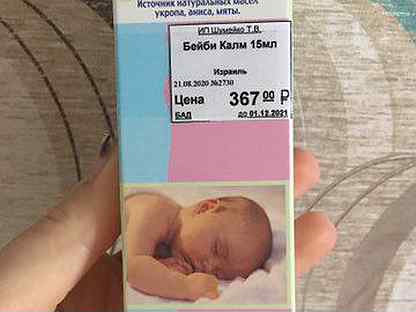 Источник натуральных масел
укропа, аниса, мяты.
ИП Шумейко Т.В.
Бейби Калм 15мл
Израиль
21.08.2020 №2730
Цена 367 00 ₽
БАД до 01.12.2021